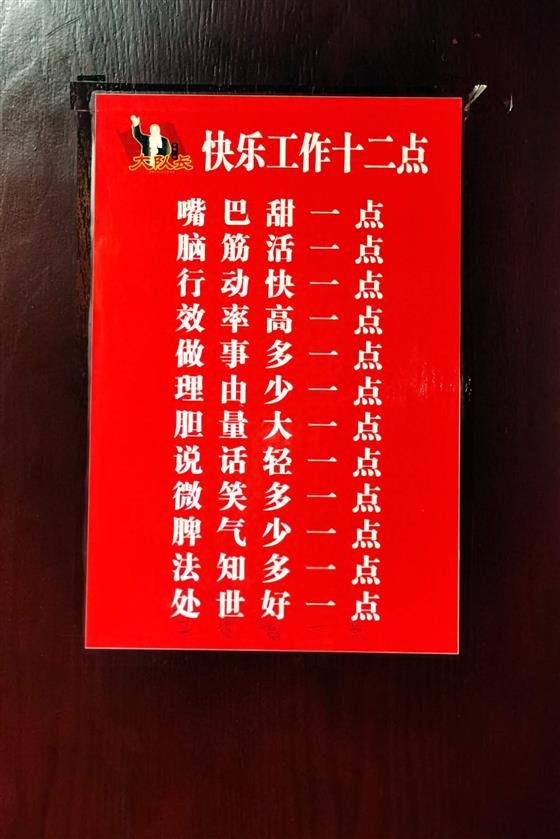 大队长
快乐工作十二点
嘴巴甜一点
脑筋活一点
行动快一点
效率高一点
做事多一点
理由少一点
胆量大一点
说话轻一点
微笑多一点
脾气少一点
法知多一点
处世好一点